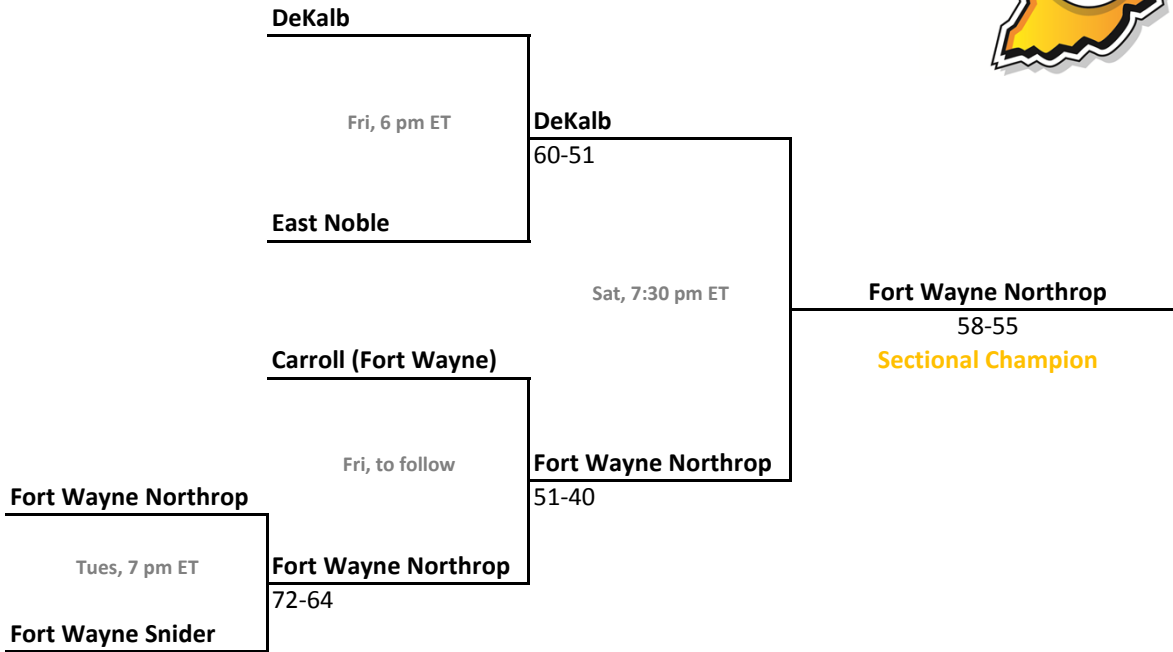 DeKalb
Fri, 6 pm ET
DeKalb
60-51
East Noble
Sat, 7:30 pm ET
Fort Wayne Northrop
58-55
Sectional Champion
Carroll (Fort Wayne)
Fri, to follow
Fort Wayne Northrop
51-40
Fort Wayne Northrop
Tues, 7 pm ET
Fort Wayne Northrop
72-64
Fort Wayne Snider